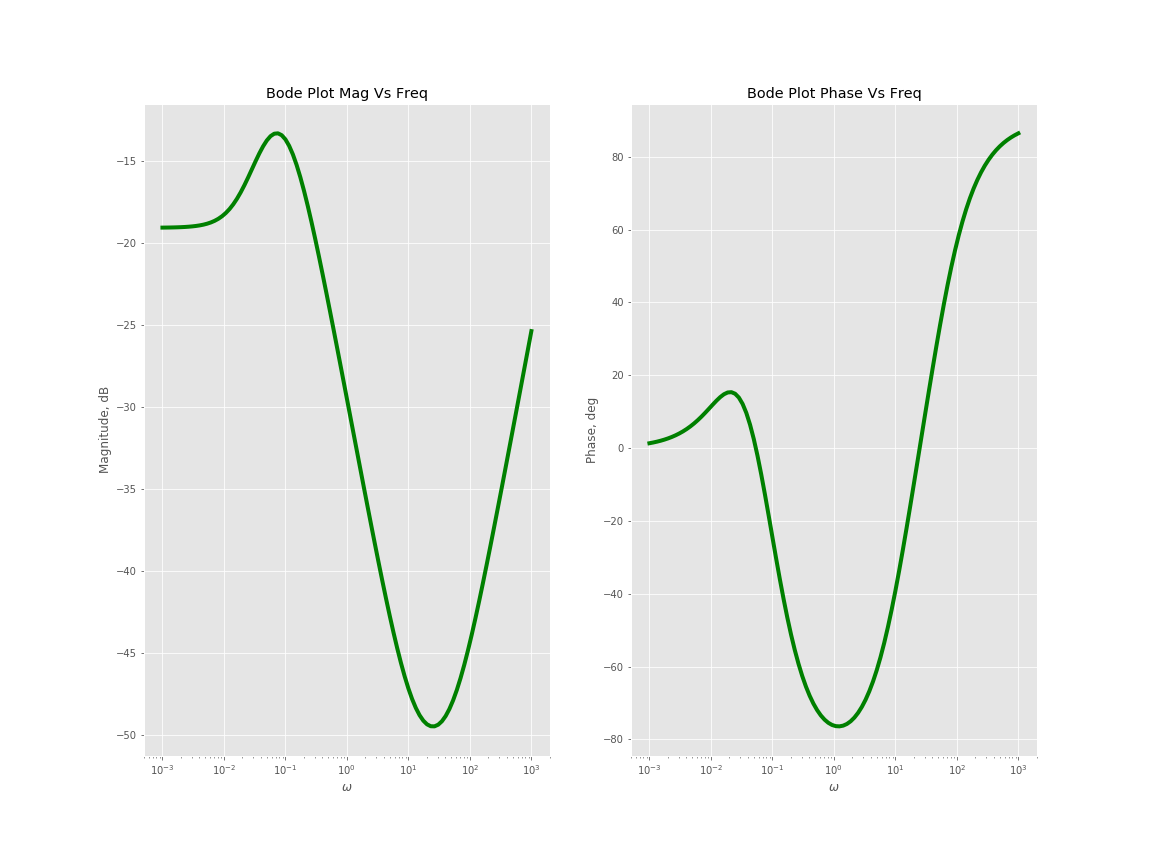 Bode Plot Mag Vs Freq
Magnitude, dB
−15
−20
−25
−30
−35
−40
−45
−50
10⁻³ 10⁻² 10⁻¹ 10⁰ 10¹ 10² 10³
ω
Bode Plot Phase Vs Freq
Phase, deg
80
60
40
20
0
−20
−40
−60
−80
10⁻³ 10⁻² 10⁻¹ 10⁰ 10¹ 10² 10³
ω